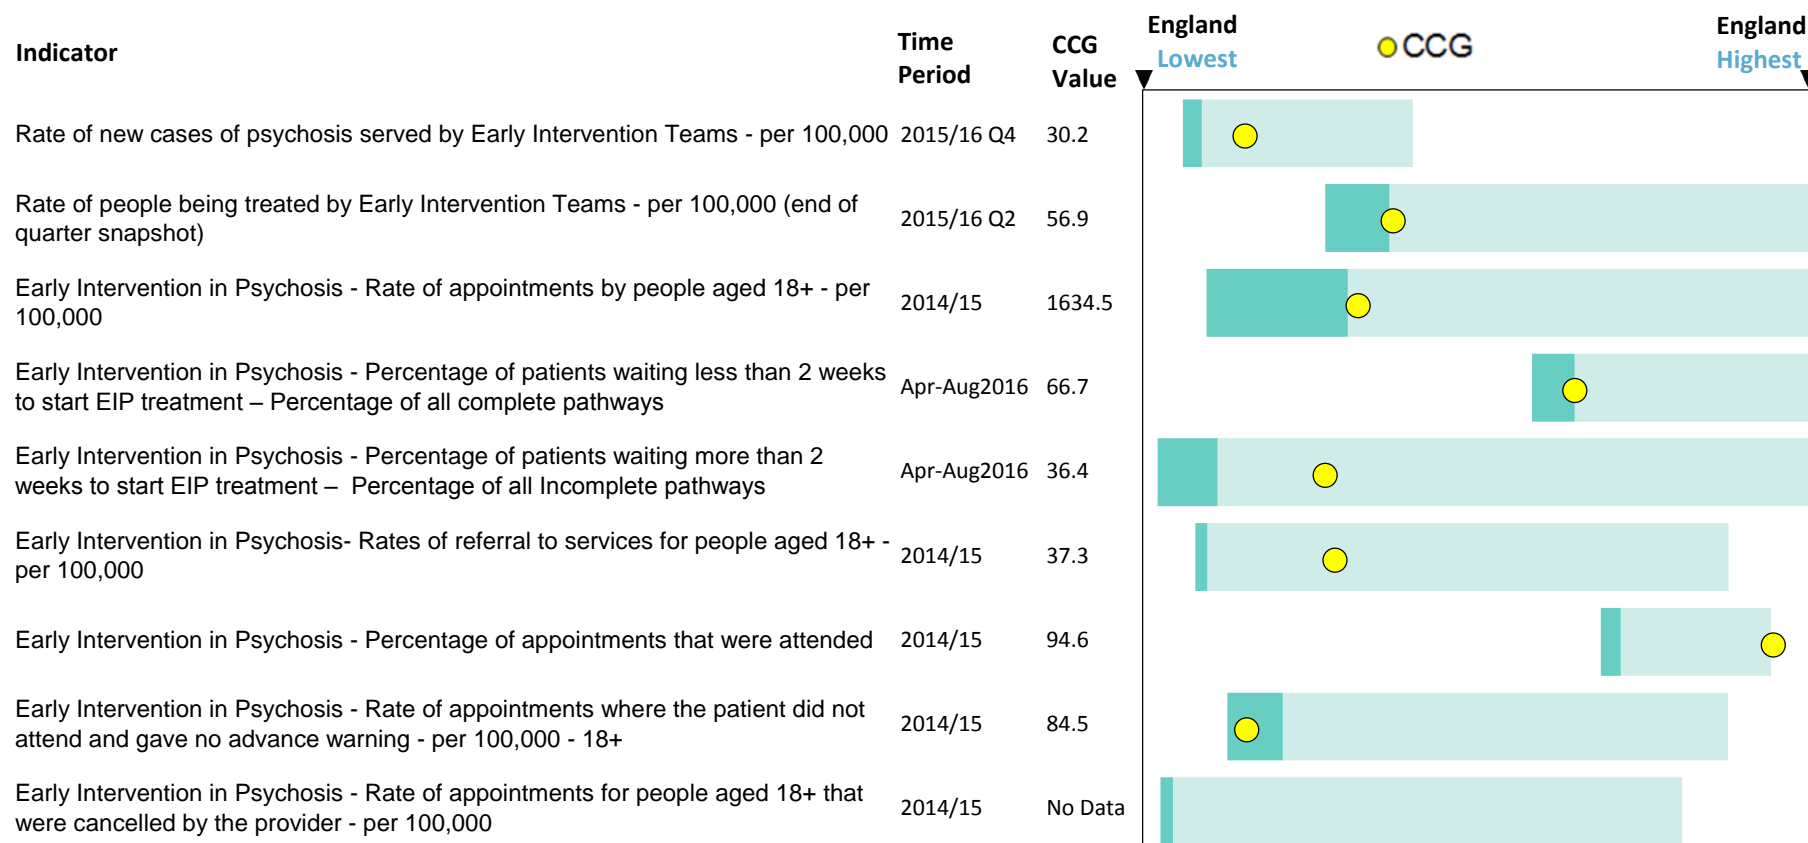 Indicator
Time Period
CCG Value
England Lowest
CCG
England Highest
Rate of new cases of psychosis served by Early Intervention Teams - per 100,000 2015/16 Q4 30.2
Rate of people being treated by Early Intervention Teams - per 100,000 (end of
quarter snapshot)
2015/16 Q2 56.9
Early Intervention in Psychosis - Rate of appointments by people aged 18+ - per
100,000
2014/15 1634.5
Early Intervention in Psychosis - Percentage of patients waiting less than 2 weeks
to start EIP treatment – Percentage of all complete pathways
Apr-Aug2016 66.7
Early Intervention in Psychosis - Percentage of patients waiting more than 2
weeks to start EIP treatment –  Percentage of all Incomplete pathways
Apr-Aug2016 36.4
Early Intervention in Psychosis- Rates of referral to services for people aged 18+ -
per 100,000
2014/15 37.3
Early Intervention in Psychosis - Percentage of appointments that were attended 2014/15 94.6
Early Intervention in Psychosis - Rate of appointments where the patient did not
attend and gave no advance warning - per 100,000 - 18+
2014/15 84.5
Early Intervention in Psychosis - Rate of appointments for people aged 18+ that
were cancelled by the provider - per 100,000
2014/15 No Data